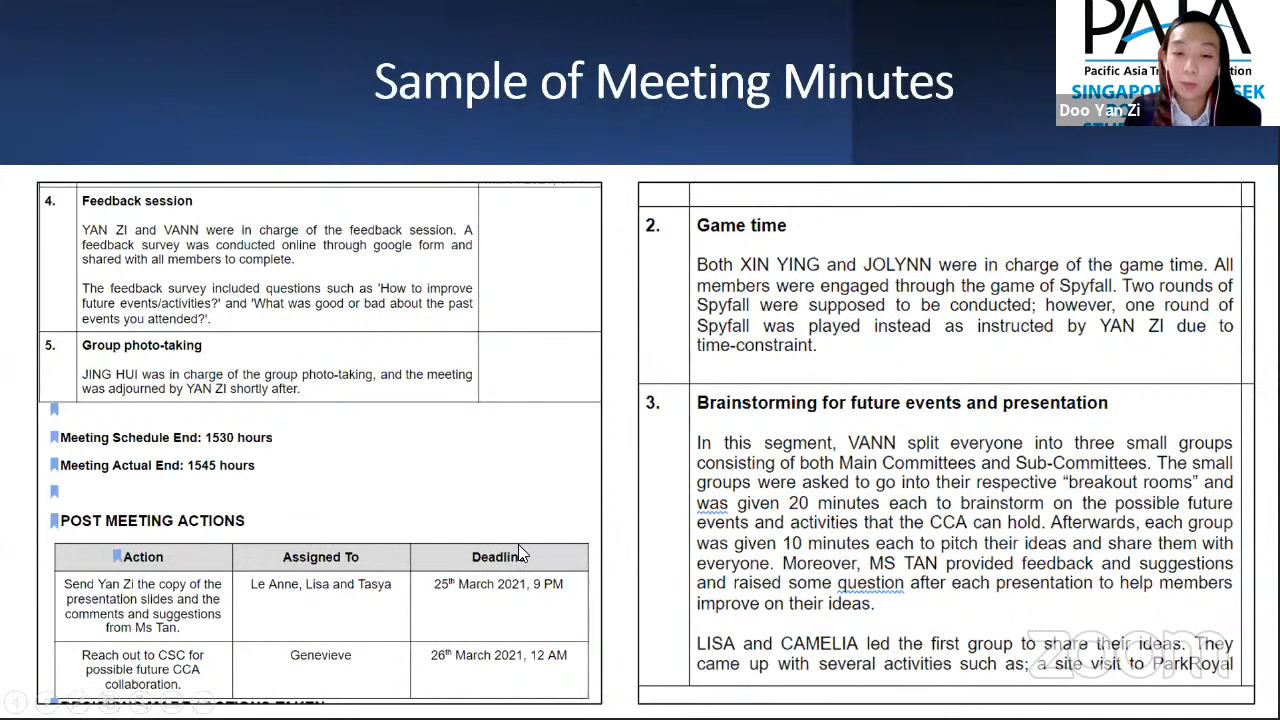 Sample of Meeting Minutes
Pacific Asia
Doo Yan Zi
4.
Feedback session
YAN ZI and VANN were in charge of the feedback session. A
feedback survey was conducted online through google form and
shared with all members to complete.
The feedback survey included questions such as 'How to improve
future events/activities?' and 'What was good or bad about the past
events you attended?'.
5.
Group photo-taking
JING HUI was in charge of the group photo-taking, and the meeting
was adjourned by YAN ZI shortly after.
Meeting Schedule End: 1530 hours
Meeting Actual End: 1545 hours
POST MEETING ACTIONS
Action Assigned To Deadline
Send Yan Zi the copy of the
presentation slides and the
comments and suggestions
from Ms Tan.
Le Anne, Lisa and Tasya
25th March 2021, 9 PM
Reach out to CSC for
possible future CCA
collaboration.
Genevieve
26th March 2021, 12 AM
2.
Game time
Both XIN YING and JOLYNN were in charge of the game time. All
members were engaged through the game of Spyfall. Two rounds of
Spyfall were supposed to be conducted; however, one round of
Spyfall was played instead as instructed by YAN ZI due to
time-constraint.
3.
Brainstorming for future events and presentation
In this segment, VANN split everyone into three small groups
consisting of both Main Committees and Sub-Committees. The small
groups were asked to go into their respective “breakout rooms” and
was given 20 minutes each to brainstorm on the possible future
events and activities that the CCA can hold. Afterwards, each group
was given 10 minutes each to pitch their ideas and share them with
everyone. Moreover, MS TAN provided feedback and suggestions
and raised some question after each presentation to help members
improve on their ideas.
LISA and CAMELIA led the first group to share their ideas. They
came up with several activities such as; a site visit to ParkRoyal
zoom